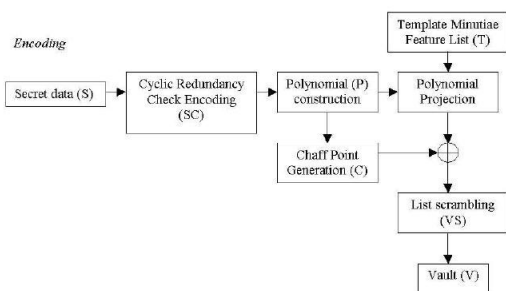 Encoding
Template Minutiae
Feature List (T)
Secret data (S)
Cyclic Redundancy
Check Encoding
(SC)
Polynomial (P)
construction
Polynomial
Projection
Chaff Point
Generation (C)
List scrambling
(VS)
Vault (V)